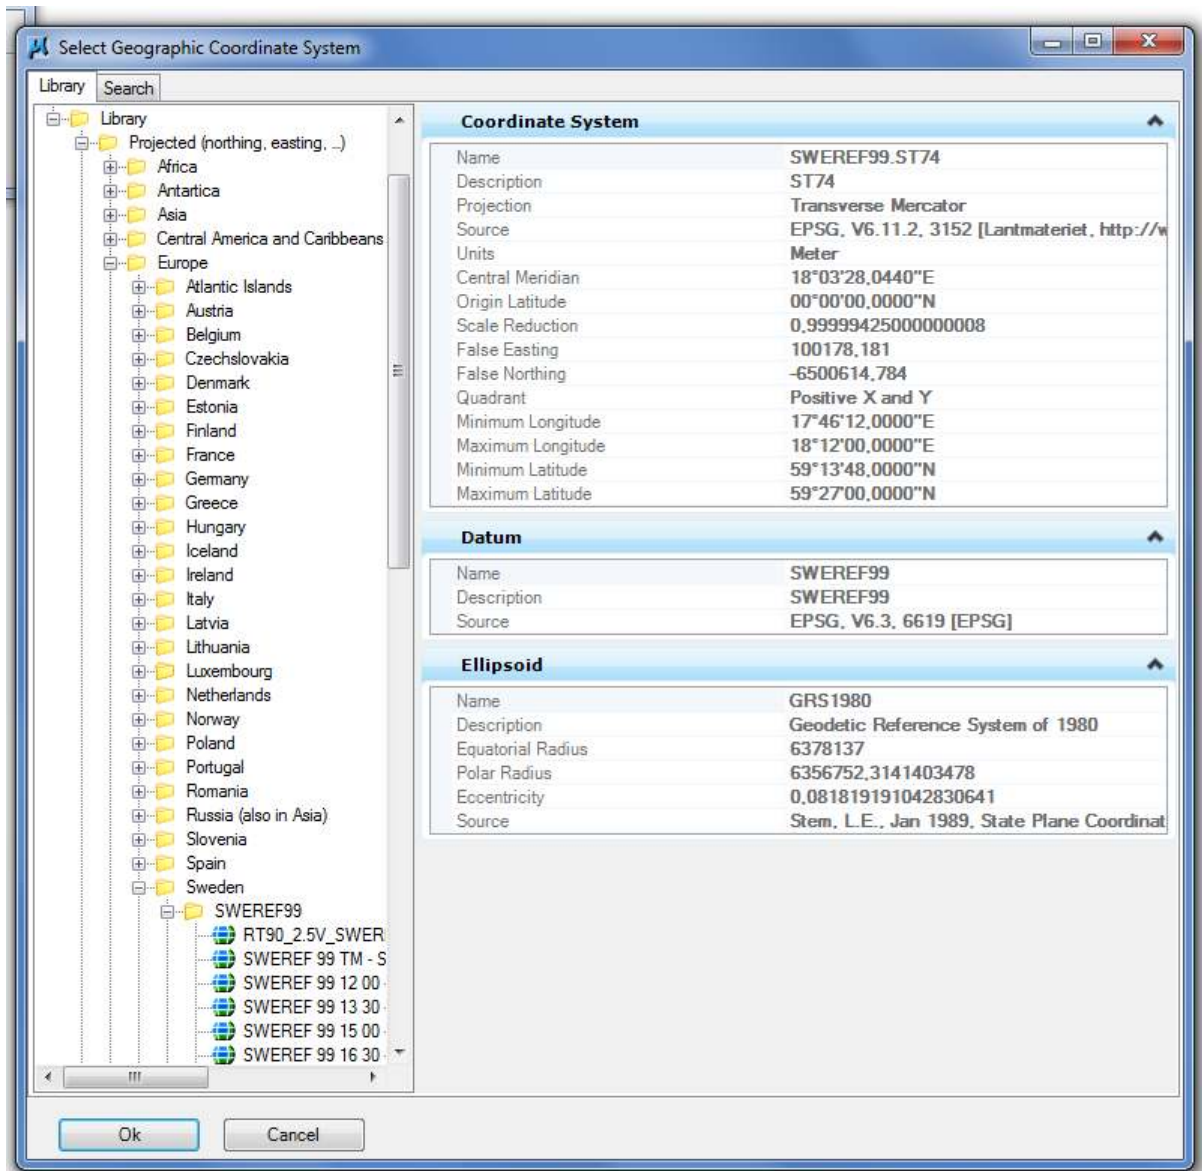 Select Geographic Coordinate System
Library Search
Library
Projected (northing, easting, ...)
Africa
Antartica
Asia
Central America and Caribbeans
Europe
Atlantic Islands
Austria
Belgium
Czechslovakia
Denmark
Estonia
Finland
France
Germany
Greece
Hungary
Iceland
Ireland
Italy
Latvia
Lithuania
Luxembourg
Netherlands
Norway
Poland
Portugal
Romania
Russia (also in Asia)
Slovenia
Spain
Sweden
SWEREF99
RT90_2.5V_SWER
SWEREF 99 TM - S
SWEREF 99 12 00 -
SWEREF 99 13 30 -
SWEREF 99 15 00 -
SWEREF 99 16 30 -
Coordinate System
Name SWEREF99.ST74
Description ST74
Projection Transverse Mercator
Source EPSG, V6.11.2, 3152 [Lantmateriet, http://w
Units Meter
Central Meridian 18°03'28,0440"E
Origin Latitude 00°00'00,0000"N
Scale Reduction 0,99999425000000008
False Easting 100178,181
False Northing -6500614,784
Quadrant Positive X and Y
Minimum Longitude 17°46'12,0000"E
Maximum Longitude 18°12'00,0000"E
Minimum Latitude 59°13'48,0000"N
Maximum Latitude 59°27'00,0000"N
Datum
Name SWEREF99
Description SWEREF99
Source EPSG, V6.3, 6619 [EPSG]
Ellipsoid
Name GRS1980
Description Geodetic Reference System of 1980
Equatorial Radius 6378137
Polar Radius 6356752,3141403478
Eccentricity 0,081819191042830641
Source Stem, L.E., Jan 1989, State Plane Coordinat
Ok Cancel